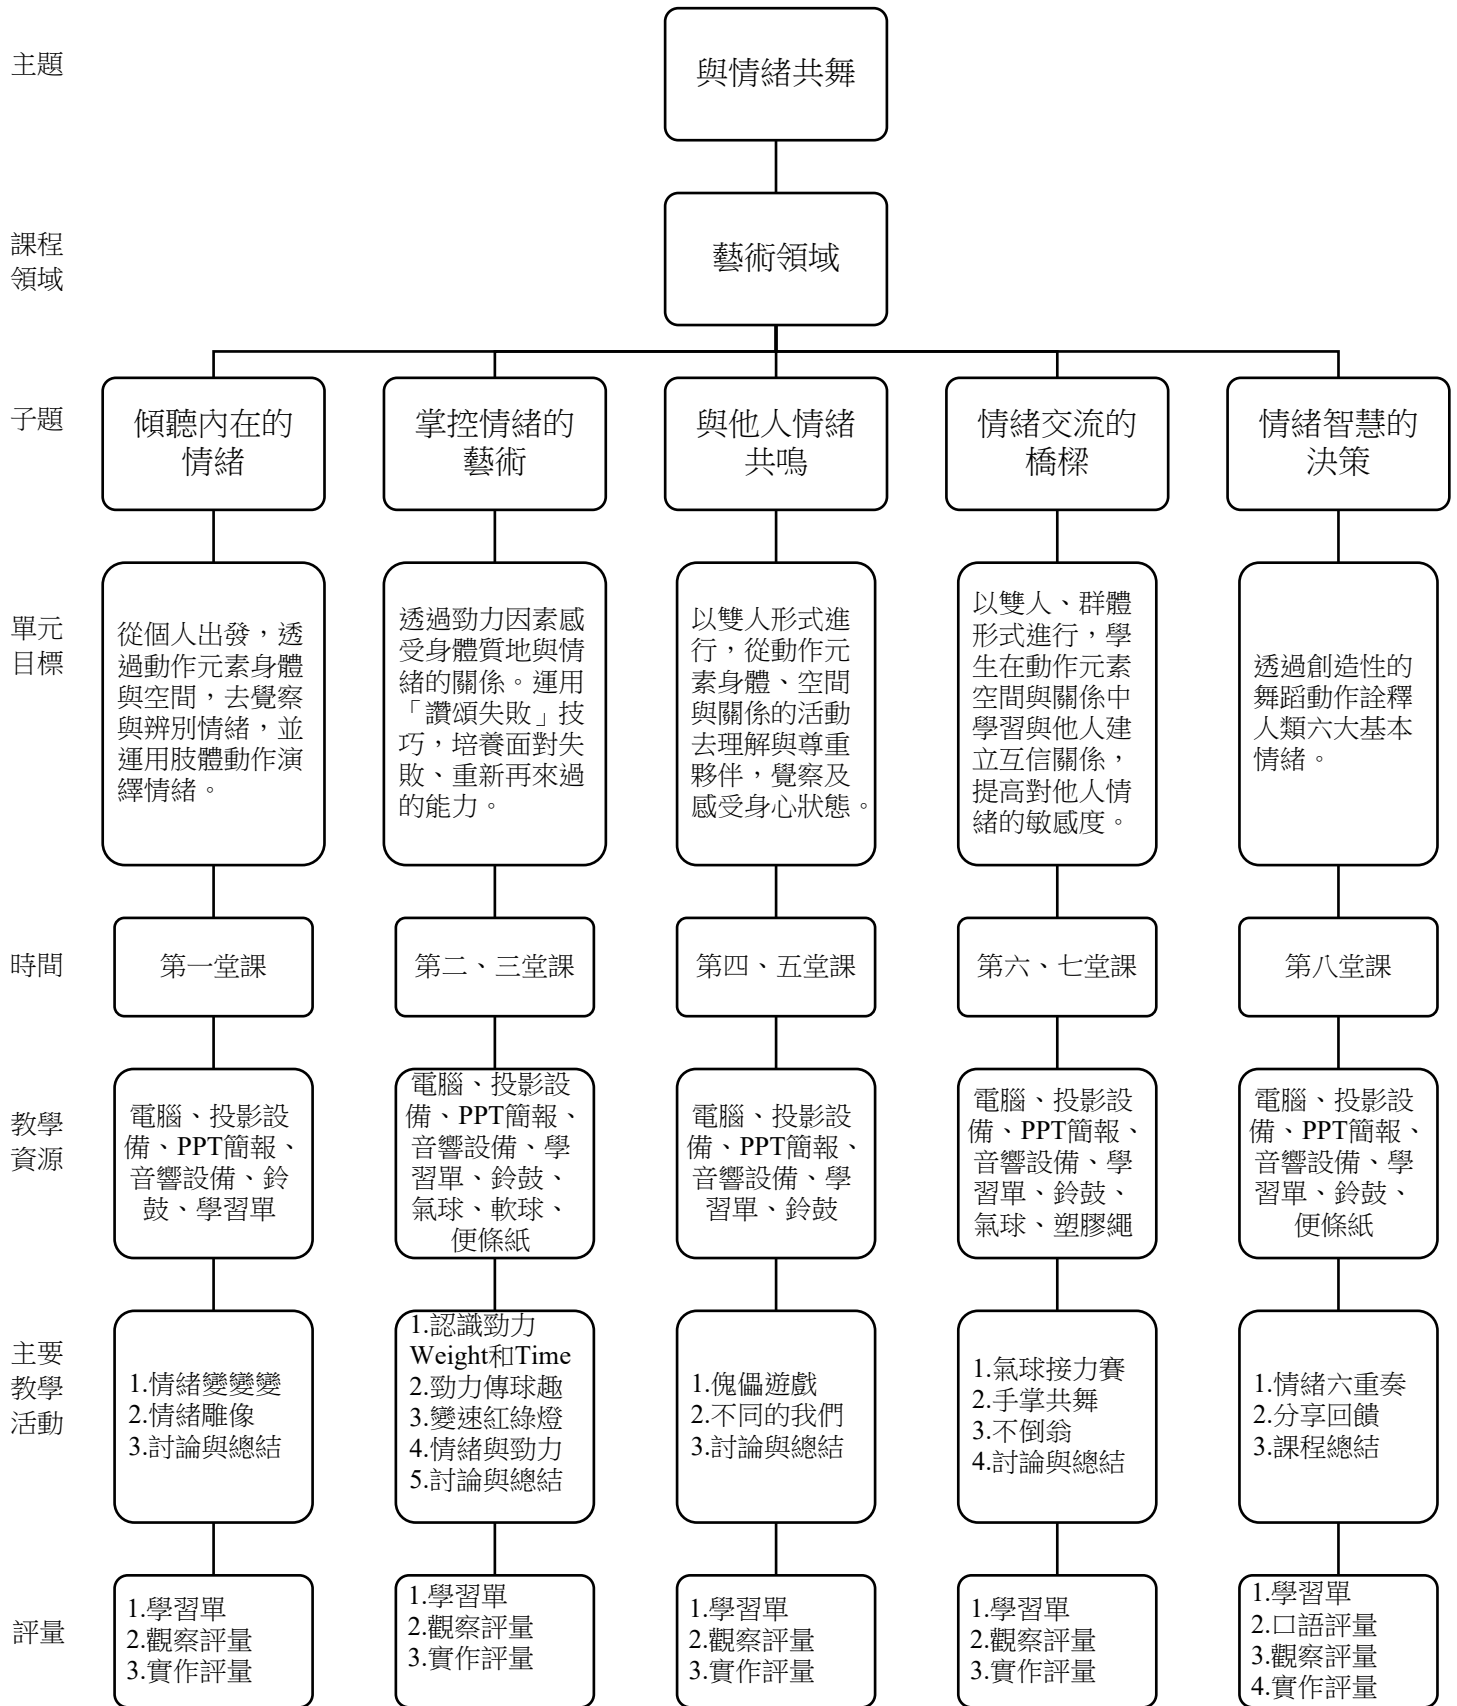 主題
與情緒共舞
課程
領域
藝術領域
子題
傾聽內在的
情緒
掌控情緒的
藝術
與他人情緒
共鳴
情緒交流的
橋樑
情緒智慧的
決策
單元
目標
從個人出發，透
過動作元素身體
與空間，去覺察
與辨別情緒，並
運用肢體動作演
繹情緒。
透過勁力因素感
受身體質地與情
緒的關係。運用
「讚頌失敗」技
巧，培養面對失
敗、重新再來過
的能力。
以雙人形式進
行，從動作元
素身體、空間
與關係的活動
去理解與尊重
夥伴，覺察及
感受身心狀態。
以雙人、群體
形式進行，學
生在動作元素
空間與關係中
學習與他人建
立互信關係，
提高對他人情
緒的敏感度。
透過創造性的
舞蹈動作詮釋
人類六大基本
情緒。
時間
第一堂課
第二、三堂課
第四、五堂課
第六、七堂課
第八堂課
教學
資源
電腦、投影設
備、PPT簡報、
音響設備、鈴
鼓、學習單
電腦、投影設
備、PPT簡報、
音響設備、學
習單、鈴鼓、
氣球、軟球、
便條紙
電腦、投影設
備、PPT簡報、
音響設備、學
習單、鈴鼓
電腦、投影設
備、PPT簡報、
音響設備、學
習單、鈴鼓、
氣球、塑膠繩
電腦、投影設
備、PPT簡報、
音響設備、學
習單、鈴鼓、
便條紙
主要
教學
活動
1.情緒變變變
2.情緒雕像
3.討論與總結
1.認識勁力
Weight和Time
2.勁力傳球趣
3.變速紅綠燈
4.情緒與勁力
5.討論與總結
1.傀儡遊戲
2.不同的我們
3.討論與總結
1.氣球接力賽
2.手掌共舞
3.不倒翁
4.討論與總結
1.情緒六重奏
2.分享回饋
3.課程總結
評量
1.學習單
2.觀察評量
3.實作評量
1.學習單
2.觀察評量
3.實作評量
1.學習單
2.觀察評量
3.實作評量
1.學習單
2.觀察評量
3.實作評量
1.學習單
2.口語評量
3.觀察評量
4.實作評量